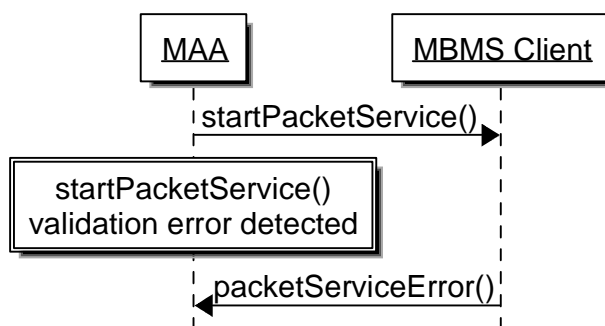 MAA
MBMS Client
startPacketService()
startPacketService()
validation error detected
packetServiceError()